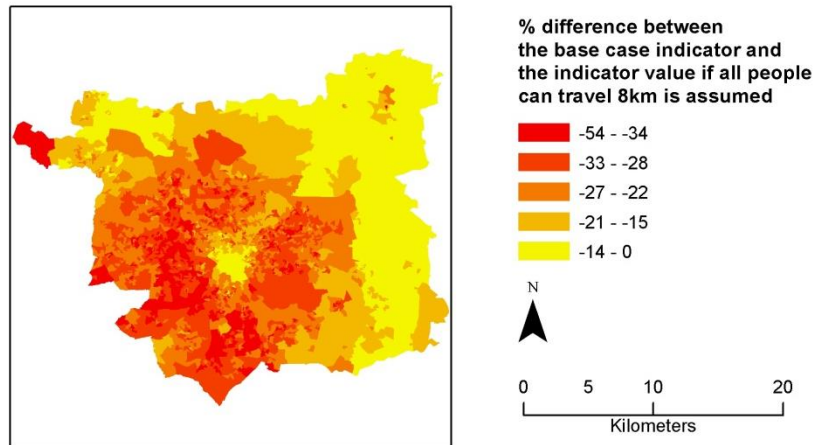 % difference between
the base case indicator and
the indicator value if all people
can travel 8km is assumed
-54 - -34
-33 - -28
-27 - -22
-21 - -15
-14 - 0
N
0 5 10 20
Kilometers